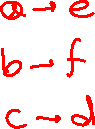 a → e
b → f
c → d